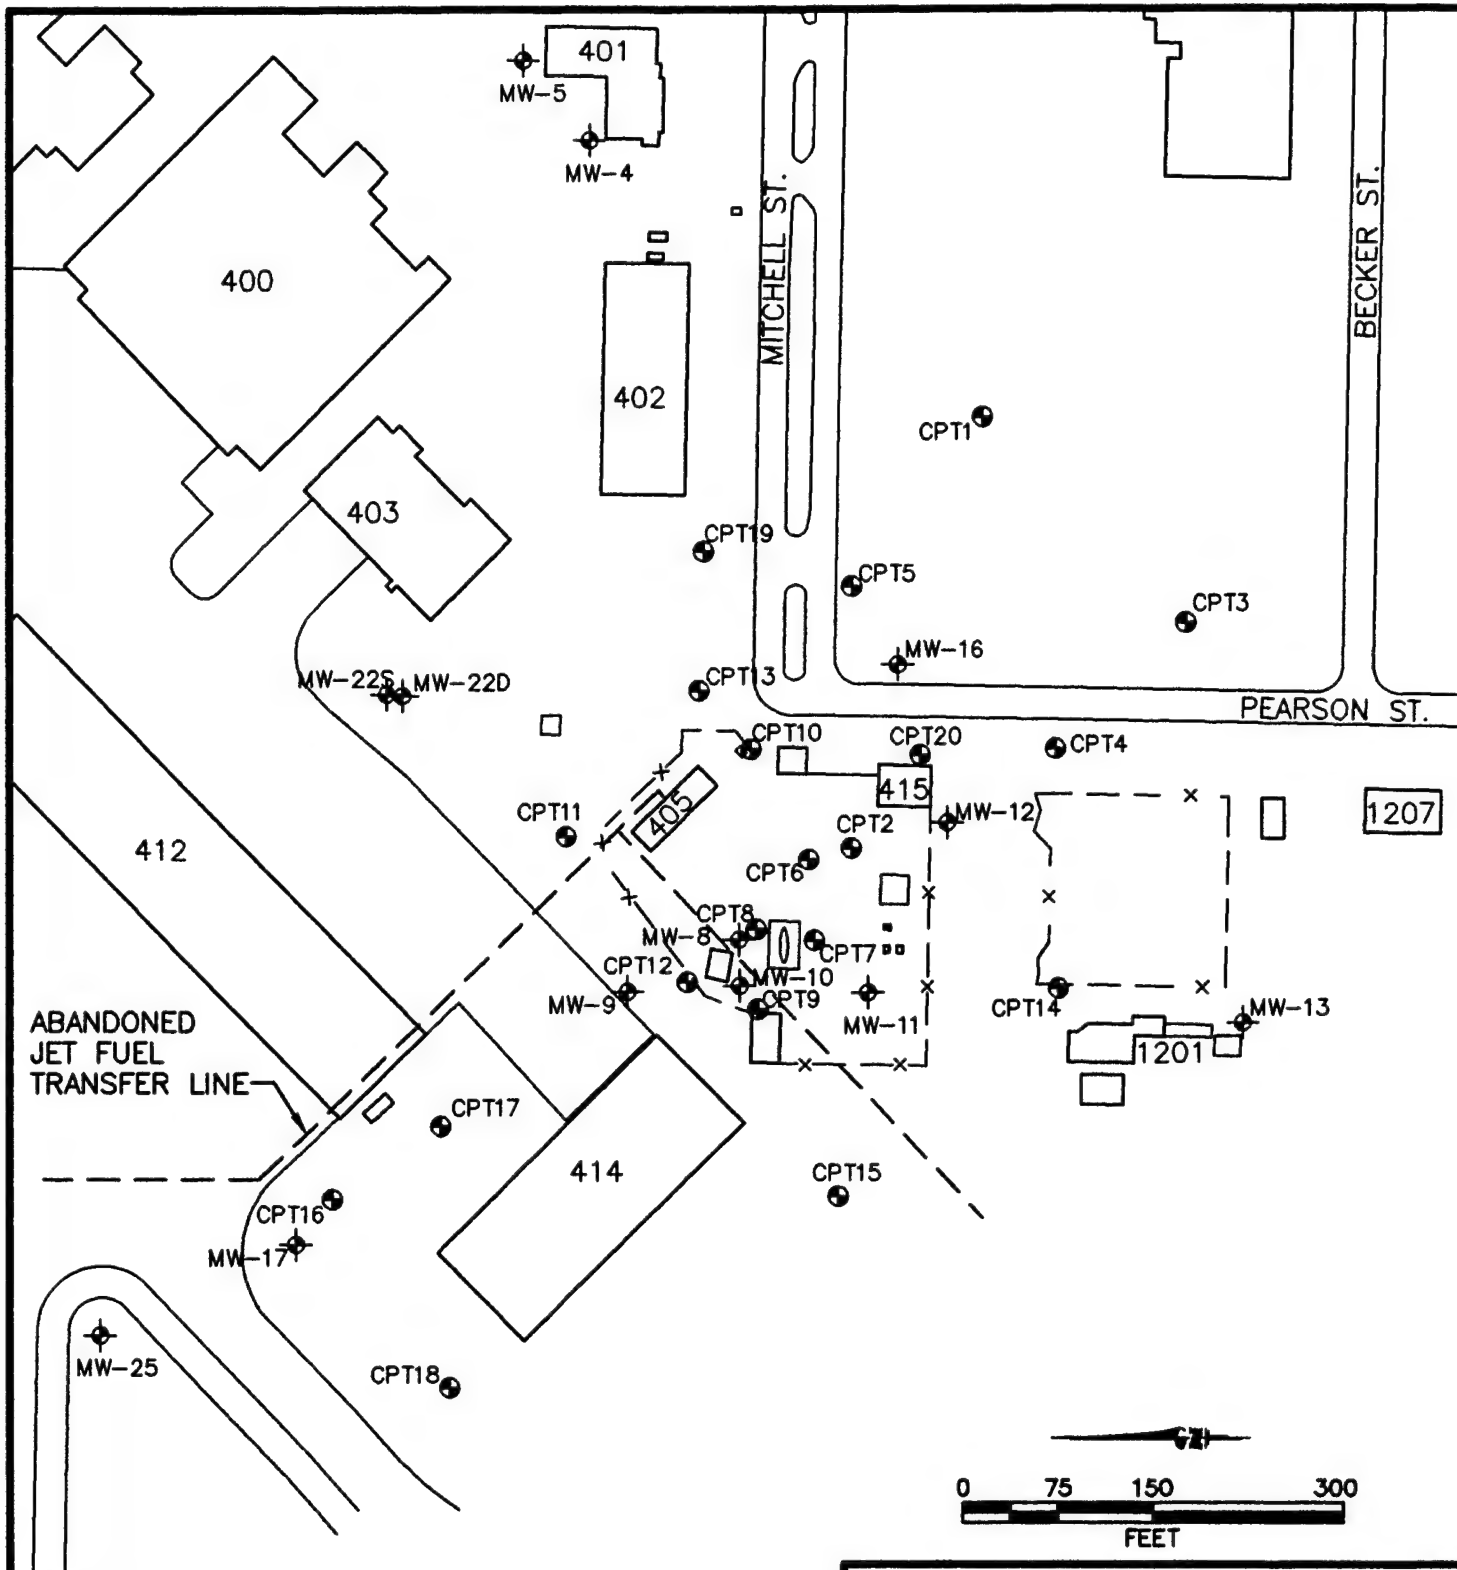 401
MW-5
MW-4
MITCHELL ST.
BECKER ST.
400
402
CPT1
403
CPT19
CPT5
CPT3
MW-16
MW-22S
MW-22D
CPT13
PEARSON ST.
CPT10
CPT20
CPT4
415
405
CPT11
MW-12
1207
CPT2
412
CPT6
CPT8
MW-8
CPT7
CPT12
MW-10
MW-9
CPT9
MW-11
CPT14
MW-13
ABANDONED
JET FUEL
TRANSFER LINE
1201
CPT17
414
CPT15
CPT16
MW-17
MW-25
CPT18
0 75 150 300
FEET